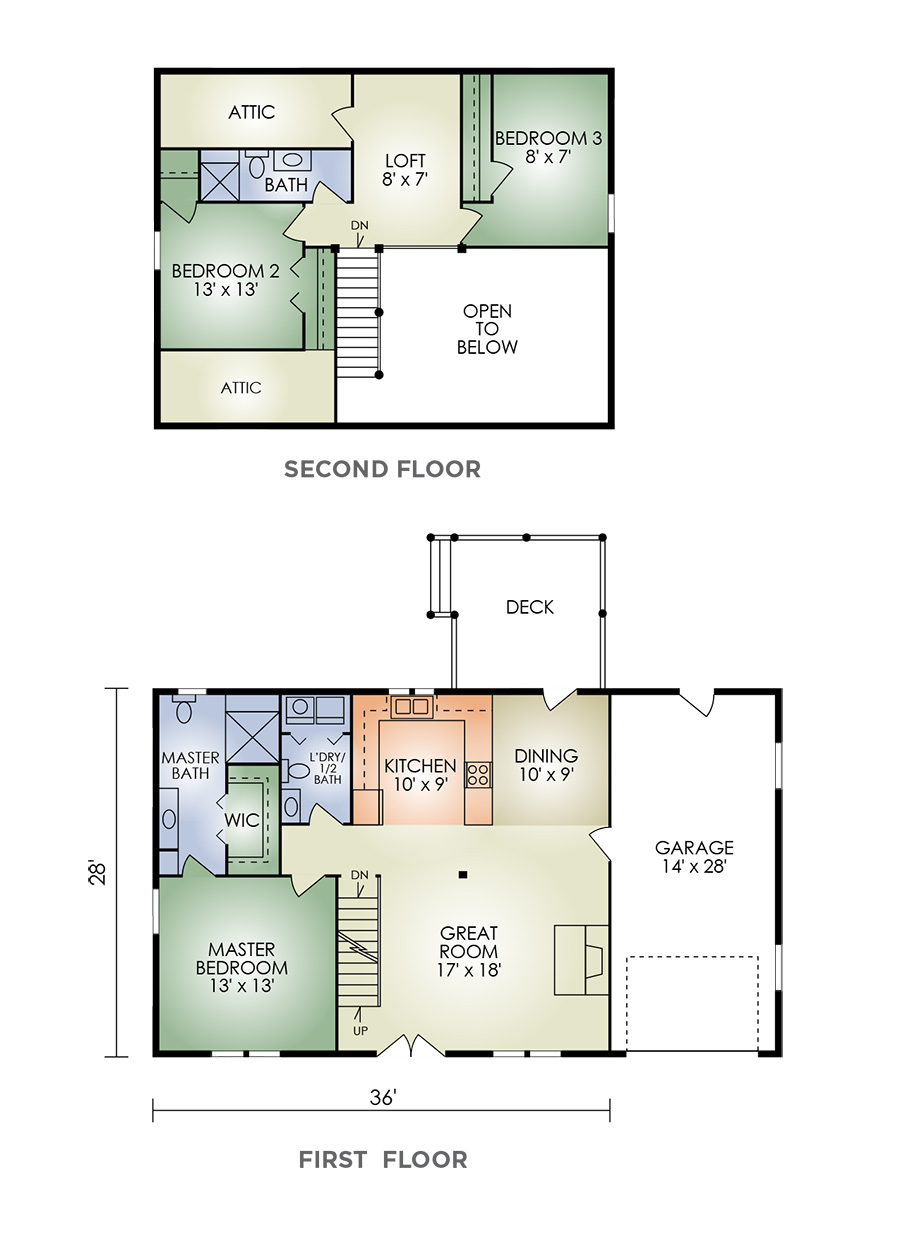 ATTIC
LOFT
8' x 7'
BEDROOM 3
8' x 7'
BATH
DN
BEDROOM 2
13' x 13'
OPEN
TO
BELOW
ATTIC
SECOND FLOOR
DECK
MASTER
BATH
L'DRY/
1/2
BATH
KITCHEN
10' x 9'
DINING
10' x 9'
WIC
GARAGE
14' x 28'
28'
DN
GREAT
ROOM
17' x 18'
MASTER
BEDROOM
13' x 13'
UP
36'
FIRST FLOOR